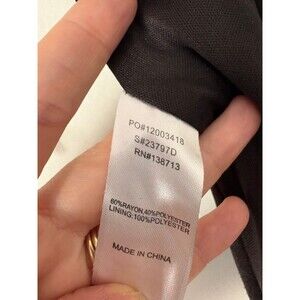 PO#12003418
S#23797D
RN#138713
60%RAYON,40%POLYESTER
LINING:100%POLYESTER
MADE IN CHINA